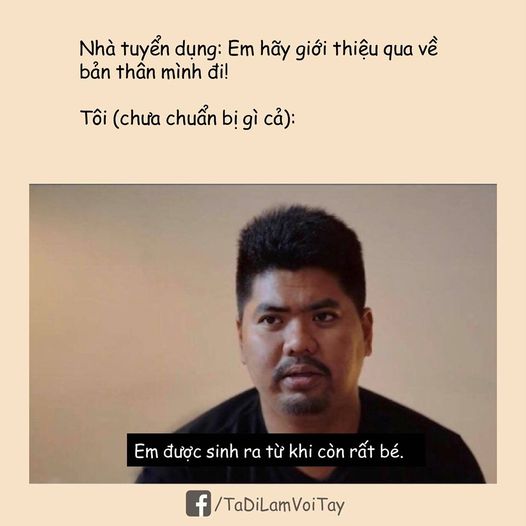 Nhà tuyển dụng: Em hãy giới thiệu qua về
bản thân mình đi!
Tôi (chưa chuẩn bị gì cả):
Em được sinh ra từ khi còn rất bé.
f /TaDiLamVoiTay